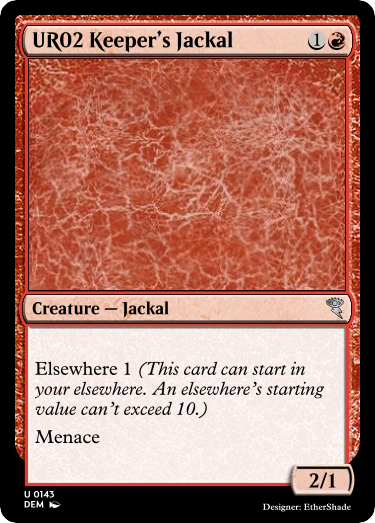 UR02 Keeper's Jackal 1
Creature — Jackal
Elsewhere 1 (This card can start in
your elsewhere. An elsewhere's starting
value can't exceed 10.)
Menace
2/1
U 0143
DEM
Designer: EtherShade